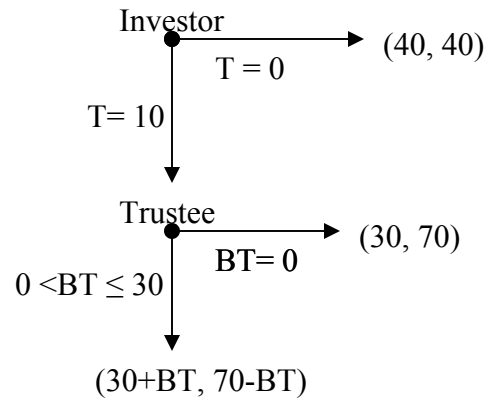 Investor
(40, 40)
T = 0
T= 10
Trustee
(30, 70)
BT= 0
0 <BT ≤ 30
(30+BT, 70-BT)